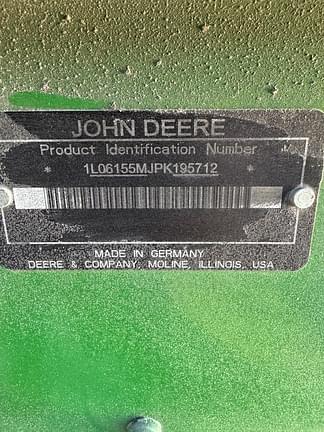 JOHN DEERE
Product Identification Number
* 1L06155MJPK195712 *
MADE IN GERMANY
DEERE & COMPANY, MOLINE, ILLINOIS, USA